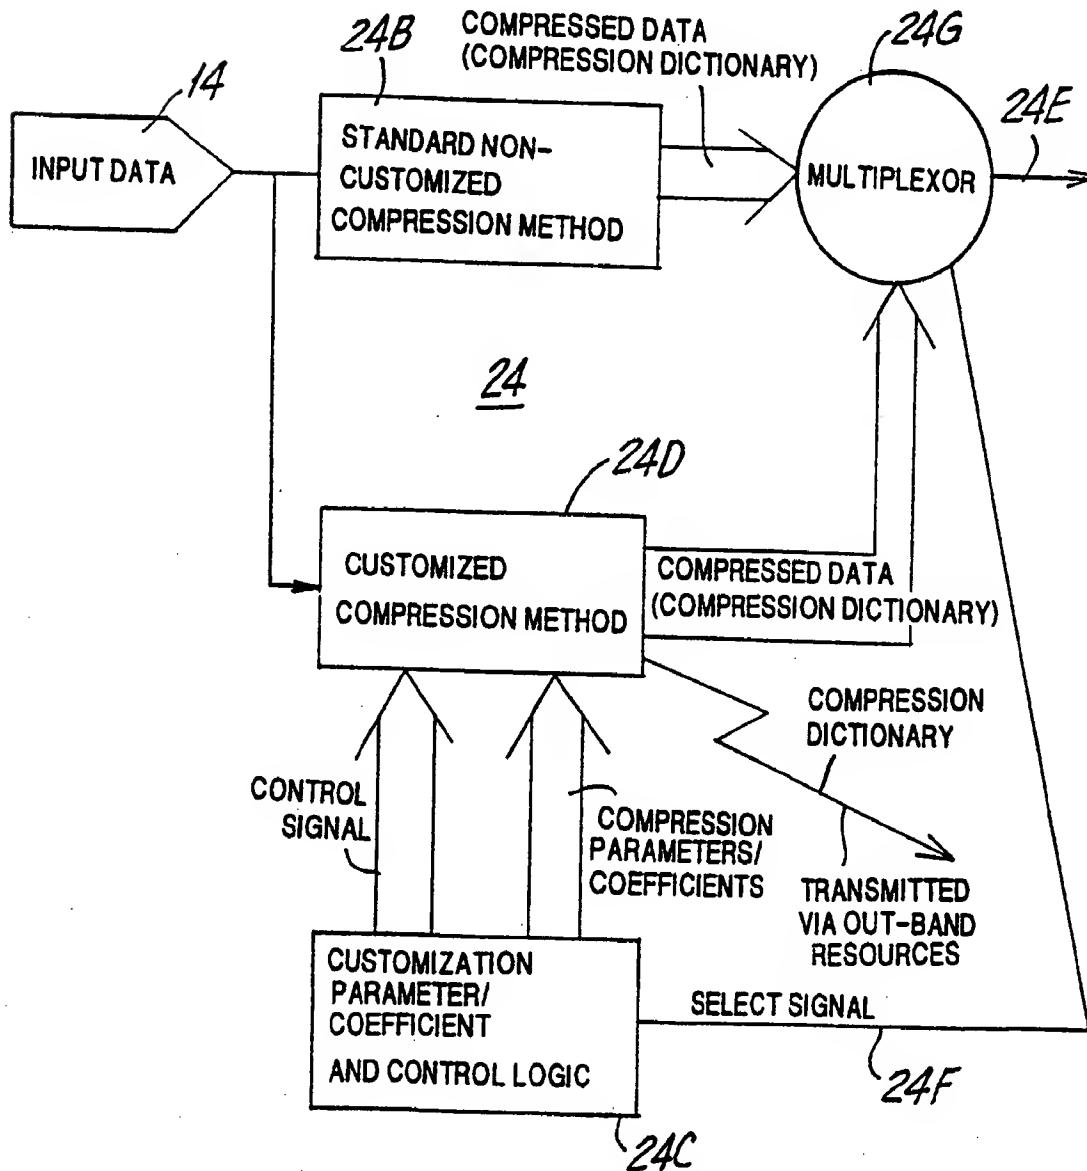 COMPRESSED DATA
(COMPRESSION DICTIONARY)
24B
24G
14
24E
INPUT DATA
STANDARD NON-
CUSTOMIZED
COMPRESSION METHOD
MULTIPLEXOR
24
24D
CUSTOMIZED
COMPRESSION METHOD
COMPRESSED DATA
(COMPRESSION DICTIONARY)
COMPRESSION
DICTIONARY
CONTROL
SIGNAL
COMPRESSION
PARAMETERS/
COEFFICIENTS
TRANSMITTED
VIA OUT-BAND
RESOURCES
CUSTOMIZATION
PARAMETER/
COEFFICIENT
AND CONTROL LOGIC
SELECT SIGNAL
24F
24C